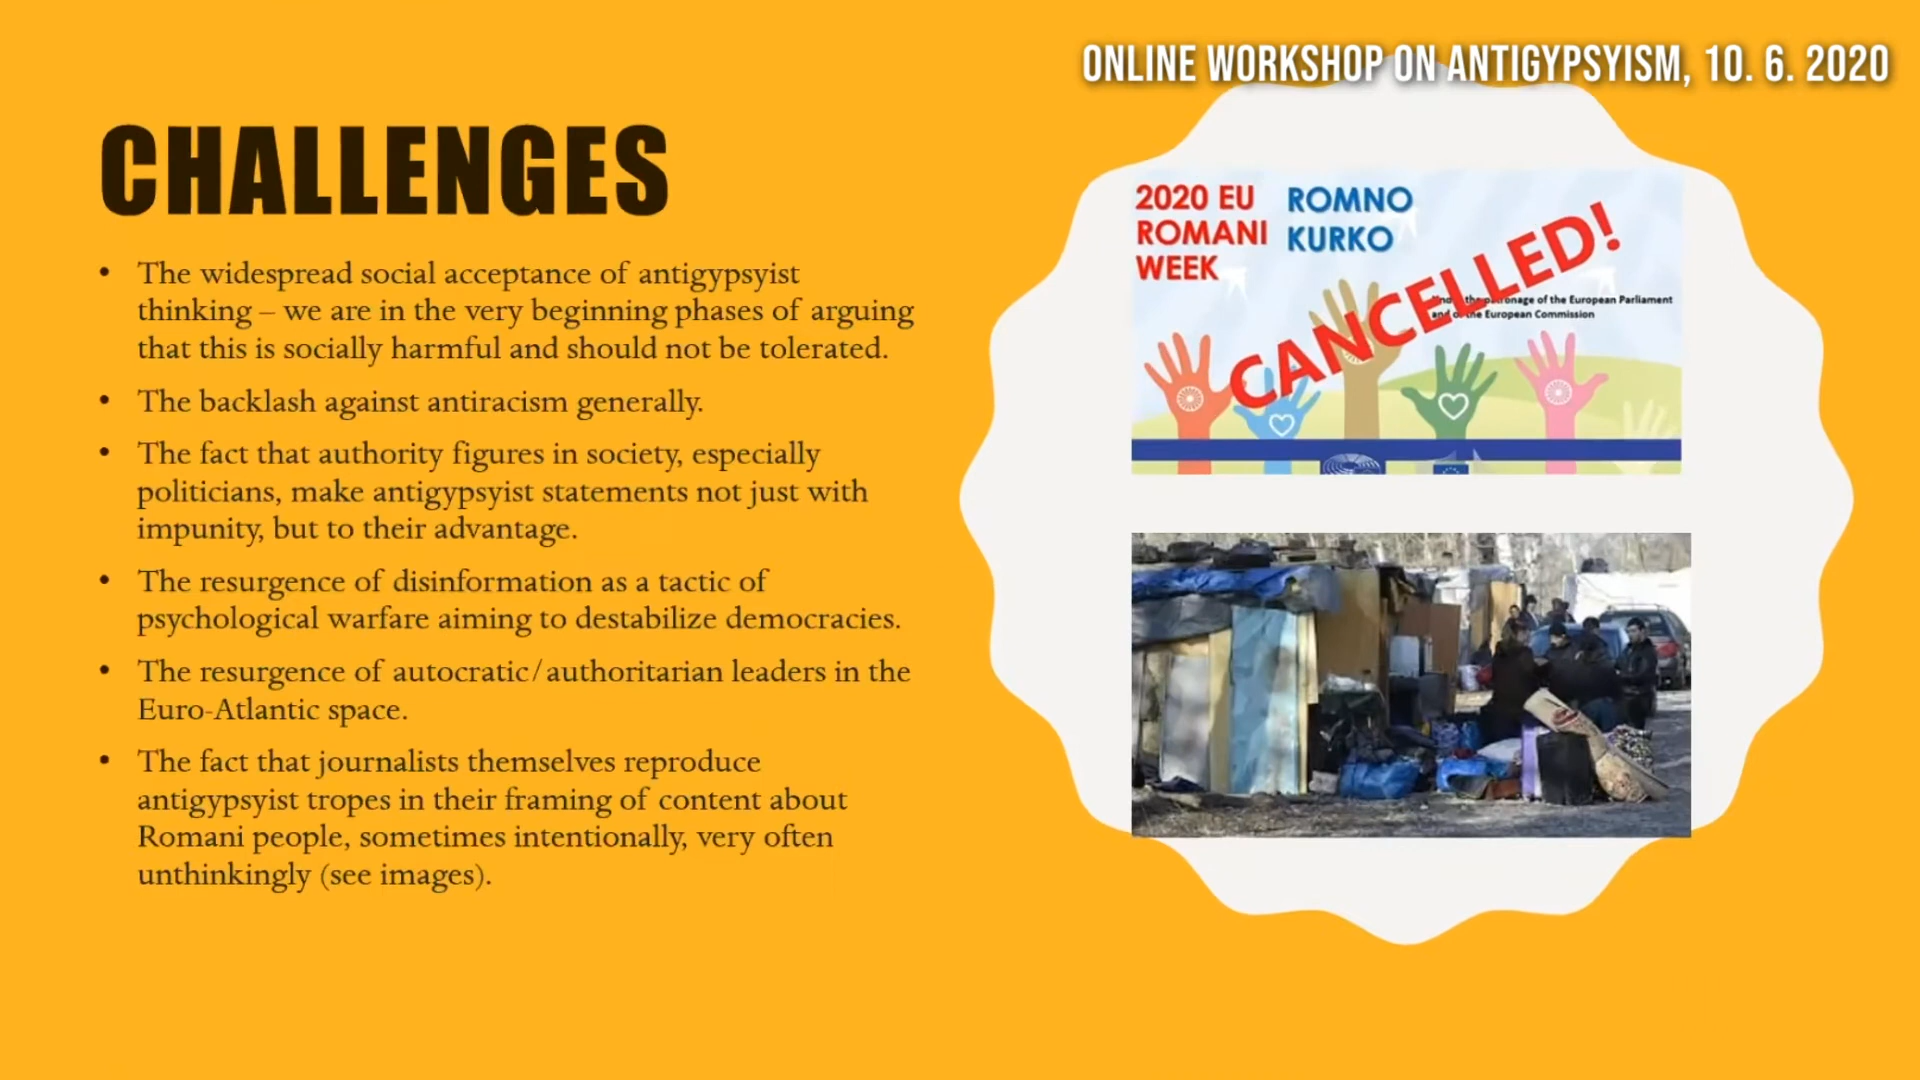 ONLINE WORKSHOP ON ANTIGYPSYISM, 10. 6. 2020
CHALLENGES
• The widespread social acceptance of antigypsyist
thinking – we are in the very beginning phases of arguing
that this is socially harmful and should not be tolerated.
• The backlash against antiracism generally.
• The fact that authority figures in society, especially
politicians, make antigypsyist statements not just with
impunity, but to their advantage.
• The resurgence of disinformation as a tactic of
psychological warfare aiming to destabilize democracies.
• The resurgence of autocratic/authoritarian leaders in the
Euro-Atlantic space.
• The fact that journalists themselves reproduce
antigypsyist tropes in their framing of content about
Romani people, sometimes intentionally, very often
unthinkingly (see images).
2020 EU
ROMANI
WEEK
ROMNO
KURKO
CANCELLED!
of the European Parliament
European Commission